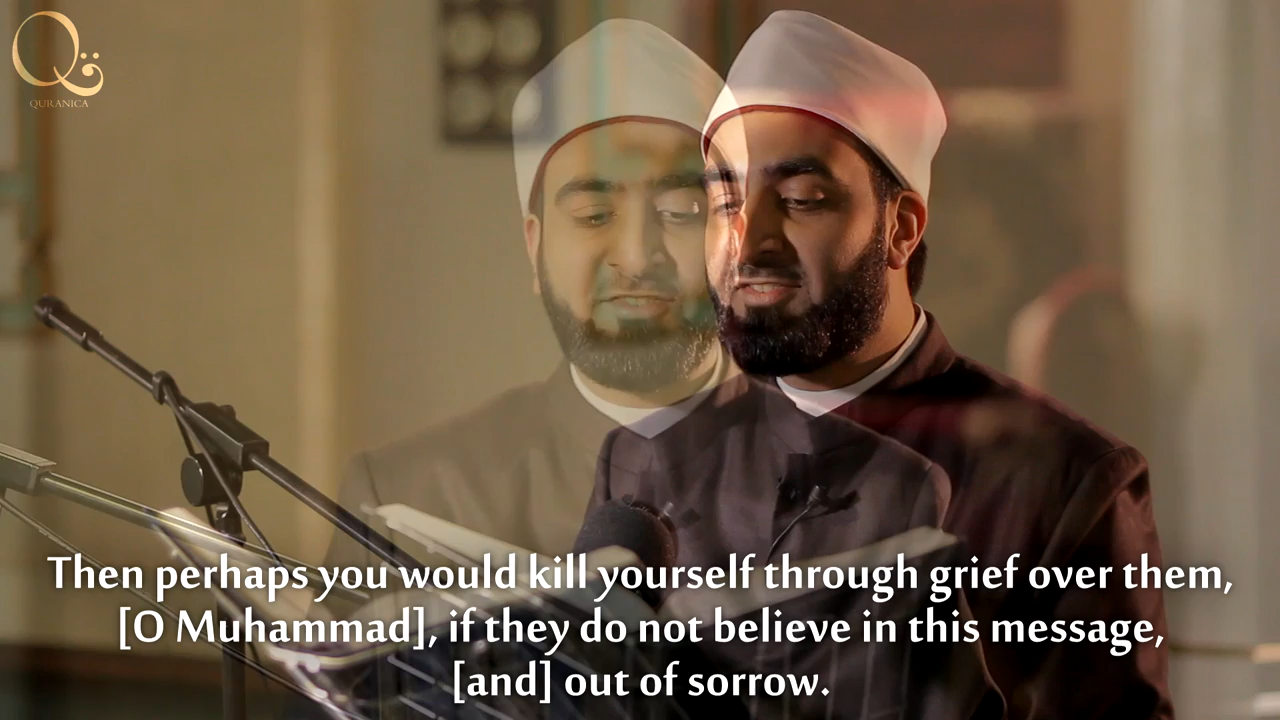 QURANICA
Then perhaps you would kill yourself through grief over them,
[O Muhammad], if they do not believe in this message,
[and] out of sorrow.